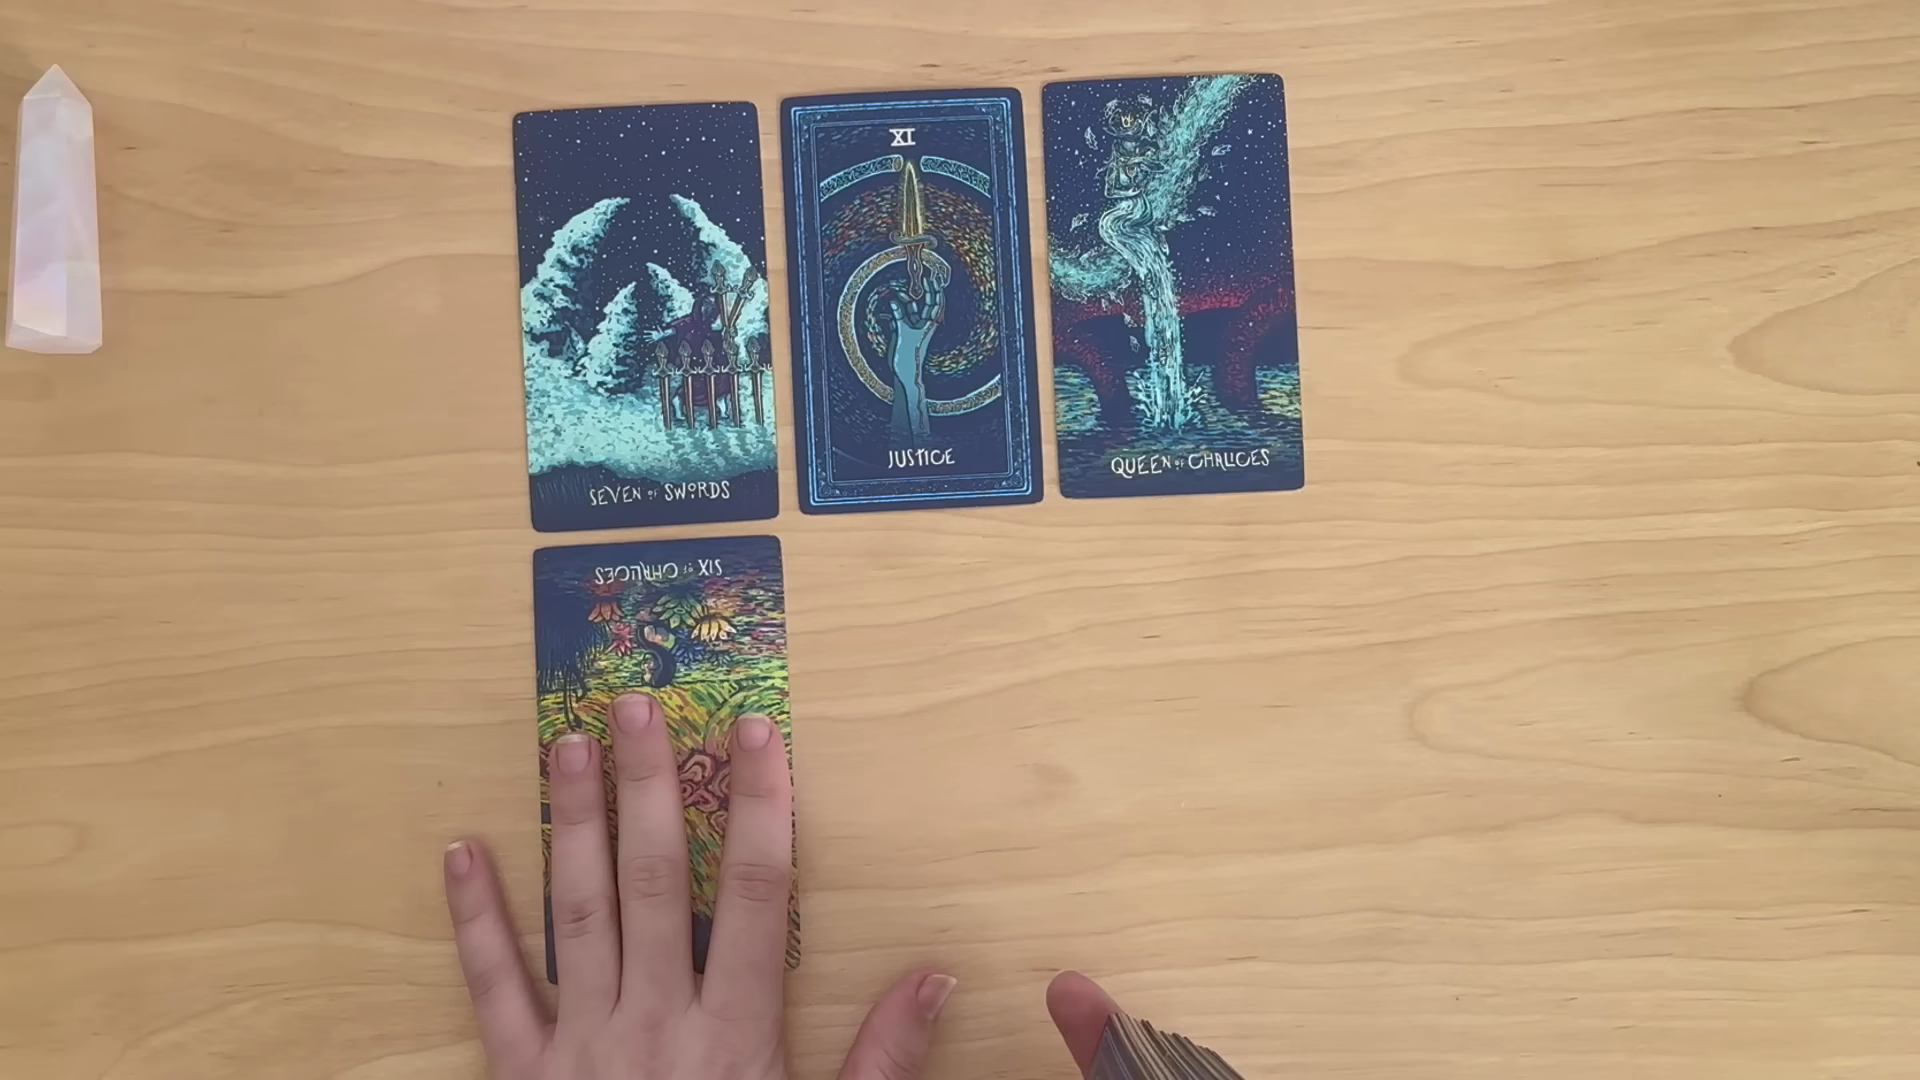 SEVEN OF SWORDS
XI
JUSTICE
QUEEN OF CHALICES
SIX OF CHALICES